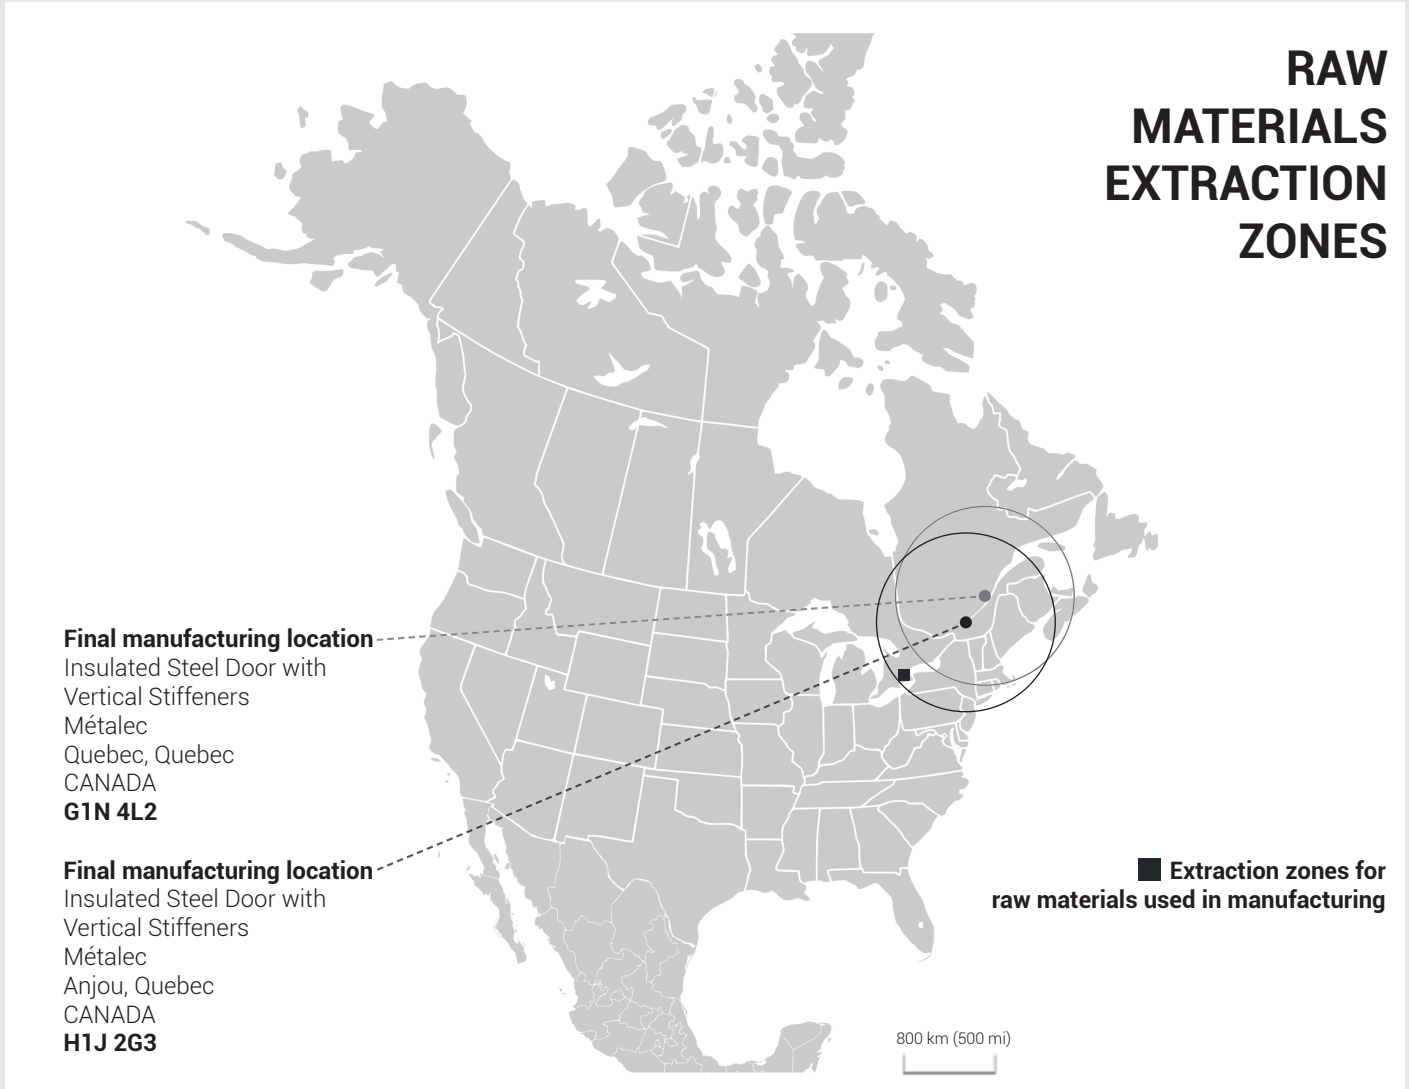 RAW
MATERIALS
EXTRACTION
ZONES
Final manufacturing location
Insulated Steel Door with
Vertical Stiffeners
Métalec
Quebec, Quebec
CANADA
G1N 4L2
Final manufacturing location
Insulated Steel Door with
Vertical Stiffeners
Métalec
Anjou, Quebec
CANADA
H1J 2G3
Extraction zones for
raw materials used in manufacturing
800 km (500 mi)